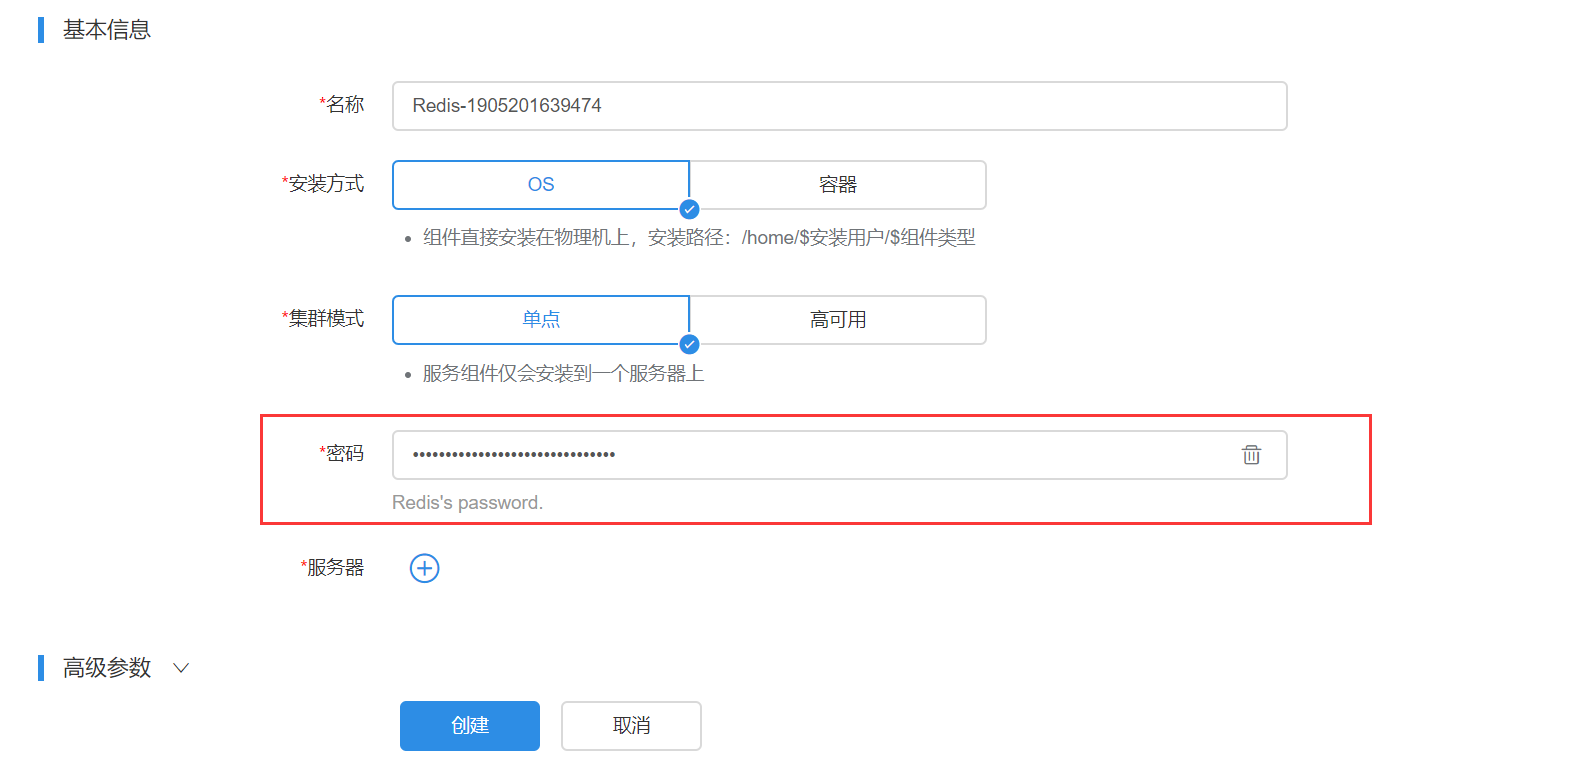 基本信息
*名称
Redis-1905201639474
*安装方式
OS
容器
• 组件直接安装在物理机上，安装路径：/home/$安装用户/$组件类型
*集群模式
单点
高可用
• 服务组件仅会安装到一个服务器上
*密码
•••••••••••••••••••••••••••••••
Redis's password.
*服务器
高级参数
创建
取消